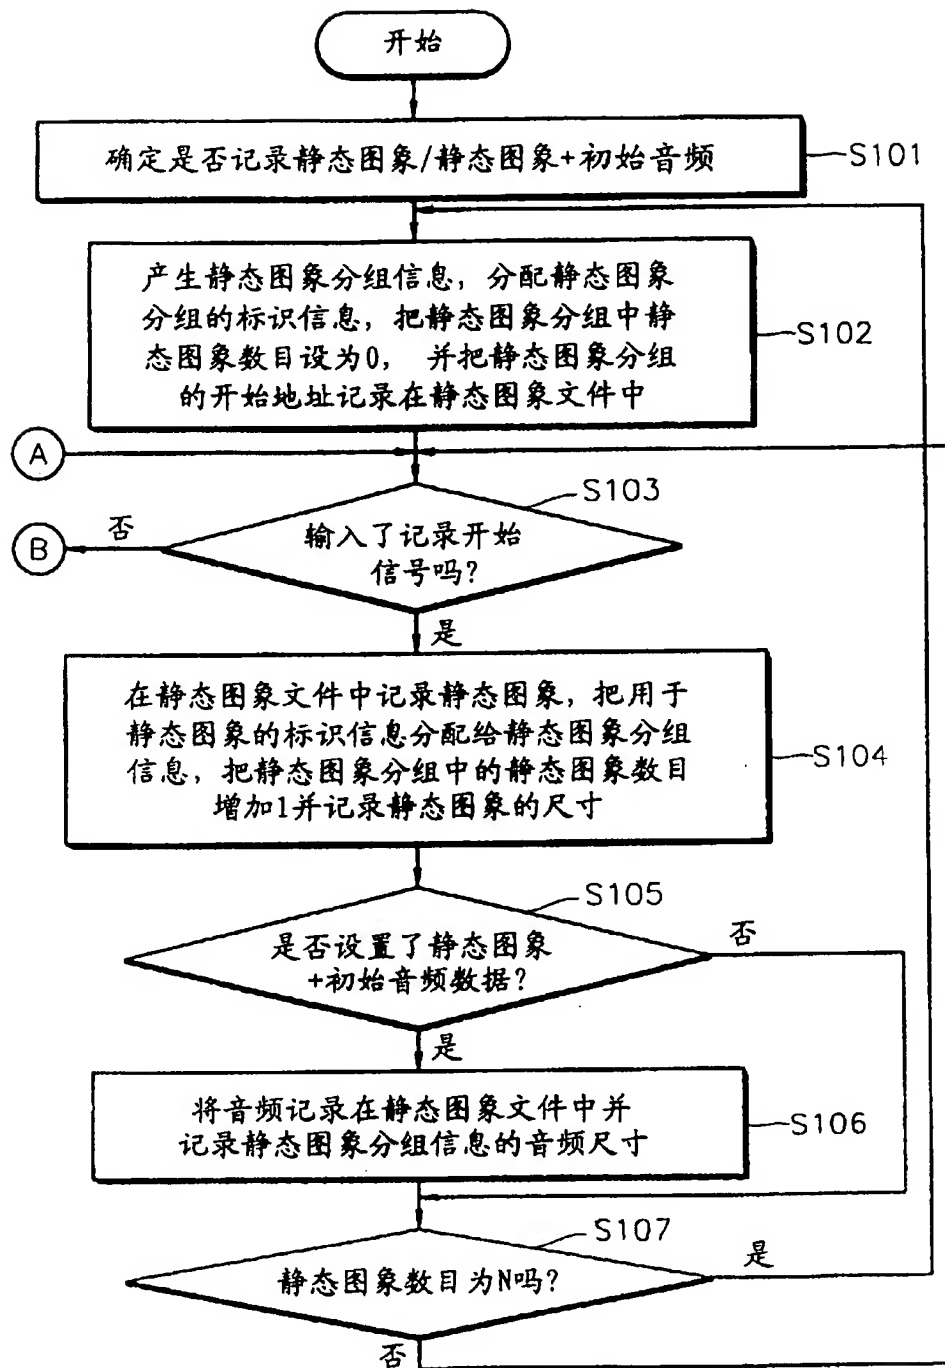 开始
确定是否记录静态图象/静态图象+初始音频
S101
产生静态图象分组信息，分配静态图象
分组的标识信息，把静态图象分组中静
态图象数目设为0， 并把静态图象分组
的开始地址记录在静态图象文件中
S102
A
S103
否
B
输入了记录开始
信号吗?
是
在静态图象文件中记录静态图象，把用于
静态图象的标识信息分配给静态图象分组
信息，把静态图象分组中的静态图象数目
增加1并记录静态图象的尺寸
S104
S105
是否设置了静态图象
+初始音频数据?
否
是
将音频记录在静态图象文件中并
记录静态图象分组信息的音频尺寸
S106
S107
静态图象数目为N吗?
是
否